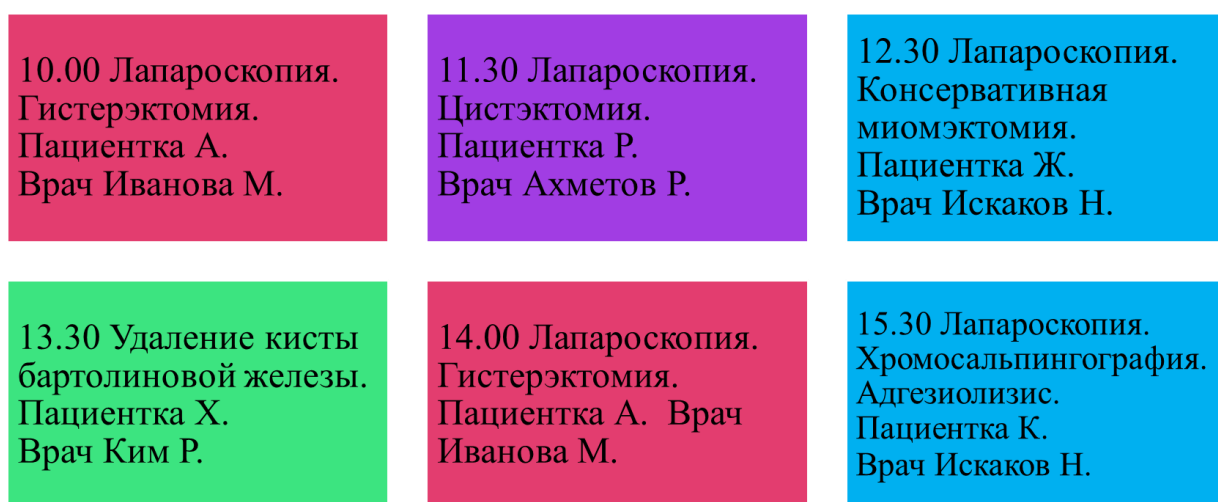 10.00 Лапароскопия.
Гистерэктомия.
Пациентка А.
Врач Иванова М.
11.30 Лапароскопия.
Цистэктомия.
Пациентка Р.
Врач Ахметов Р.
12.30 Лапароскопия.
Консервативная
миомэктомия.
Пациентка Ж.
Врач Искаков Н.
13.30 Удаление кисты
бартолиновой железы.
Пациентка Х.
Врач Ким Р.
14.00 Лапароскопия.
Гистерэктомия.
Пациентка А.  Врач
Иванова М.
15.30 Лапароскопия.
Хромосальпингография.
Адгезиолизис.
Пациентка К.
Врач Искаков Н.